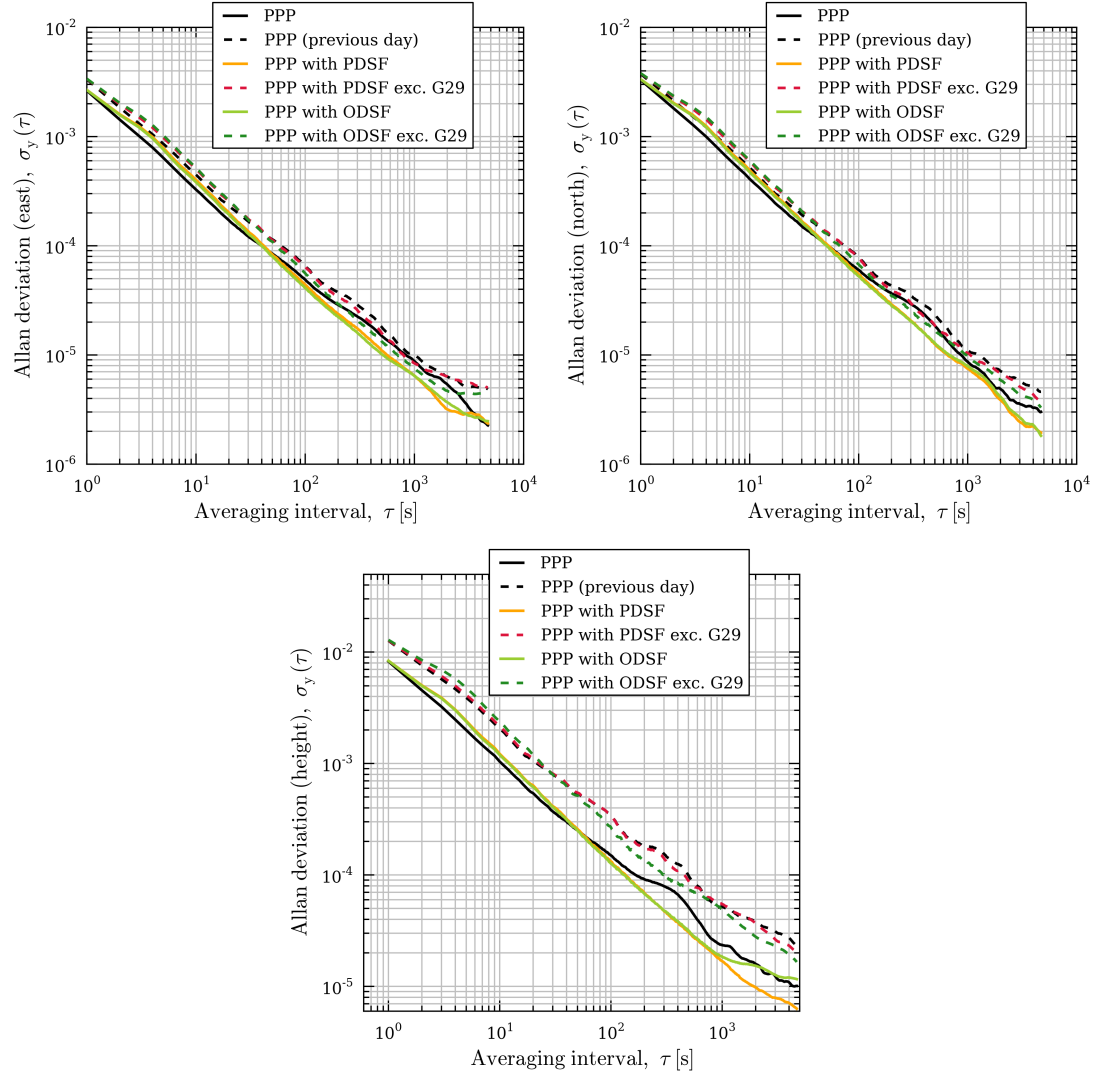 PPP
PPP (previous day)
PPP with PDSF
PPP with PDSF exc. G29
PPP with ODSF
PPP with ODSF exc. G29
10^-2
10^-3
10^-4
10^-5
10^-6
Allan deviation (east), σ_y(τ)
10^0 10^1 10^2 10^3 10^4
Averaging interval, τ [s]
PPP
PPP (previous day)
PPP with PDSF
PPP with PDSF exc. G29
PPP with ODSF
PPP with ODSF exc. G29
10^-2
10^-3
10^-4
10^-5
10^-6
Allan deviation (north), σ_y(τ)
10^0 10^1 10^2 10^3 10^4
Averaging interval, τ [s]
PPP
PPP (previous day)
PPP with PDSF
PPP with PDSF exc. G29
PPP with ODSF
PPP with ODSF exc. G29
10^-2
10^-3
10^-4
10^-5
Allan deviation (height), σ_y(τ)
10^0 10^1 10^2 10^3
Averaging interval, τ [s]